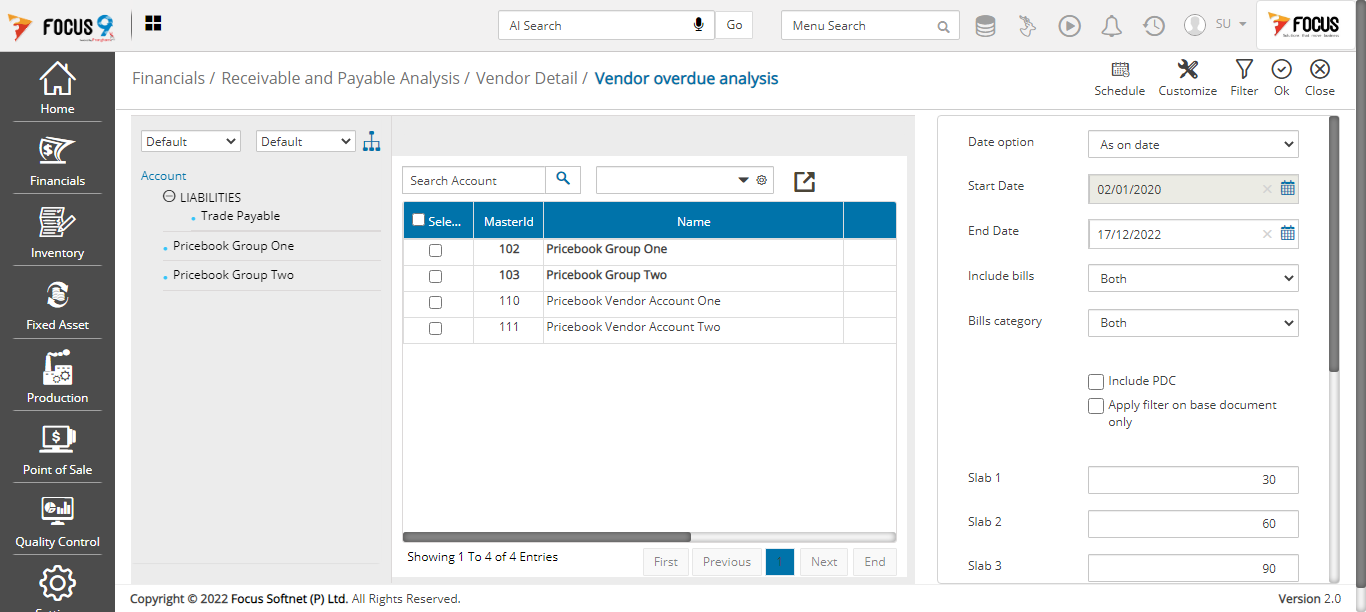 FOCUS 9
AI Search
Go
Menu Search
SU
FOCUS
Home
Financials
Inventory
Fixed Asset
Production
Point of Sale
Quality Control
Financials / Receivable and Payable Analysis / Vendor Detail / Vendor overdue analysis
Schedule
Customize
Filter
Ok
Close
Default
Default
Account
LIABILITIES
Trade Payable
Pricebook Group One
Pricebook Group Two
Search Account
Sele... MasterId Name
102 Pricebook Group One
103 Pricebook Group Two
110 Pricebook Vendor Account One
111 Pricebook Vendor Account Two
Showing 1 To 4 of 4 Entries
First Previous 1 Next End
Date option As on date
Start Date 02/01/2020
End Date 17/12/2022
Include bills Both
Bills category Both
Include PDC
Apply filter on base document
only
Slab 1 30
Slab 2 60
Slab 3 90
Copyright © 2022 Focus Softnet (P) Ltd. All Rights Reserved.
Version 2.0